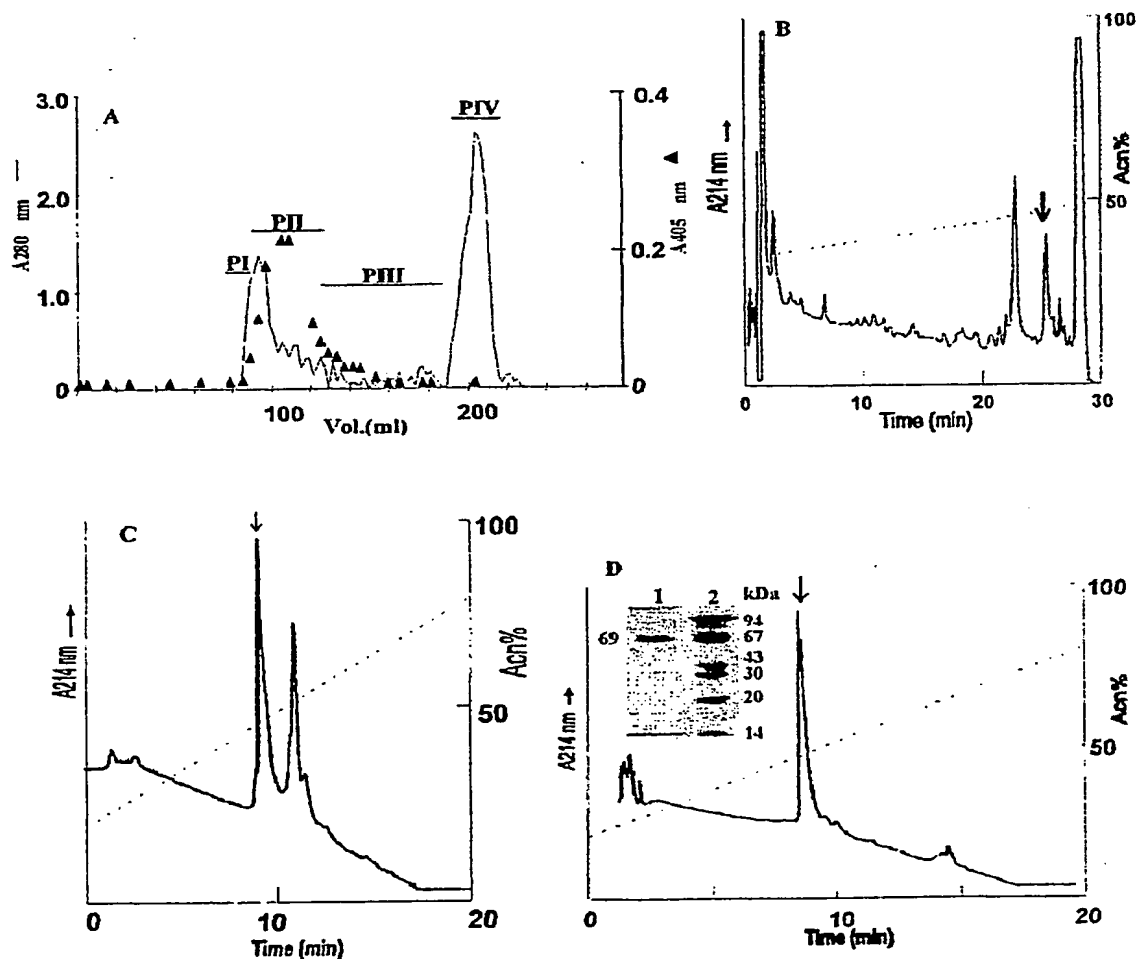 A
3.0
2.0
1.0
0
A280 nm
PI
PII
PIII
PIV
0.4
0.2
0
A405 nm ▲
100
200
Vol.(ml)
B
A214 nm →
100
50
Acn%
0
10
20
30
Time (min)
C
A214 nm →
100
50
Acn%
0
10
20
Time (min)
D
1 2 kDa
69
94
67
43
30
20
14
A214 nm →
100
50
Acn%
0
10
20
Time (min)